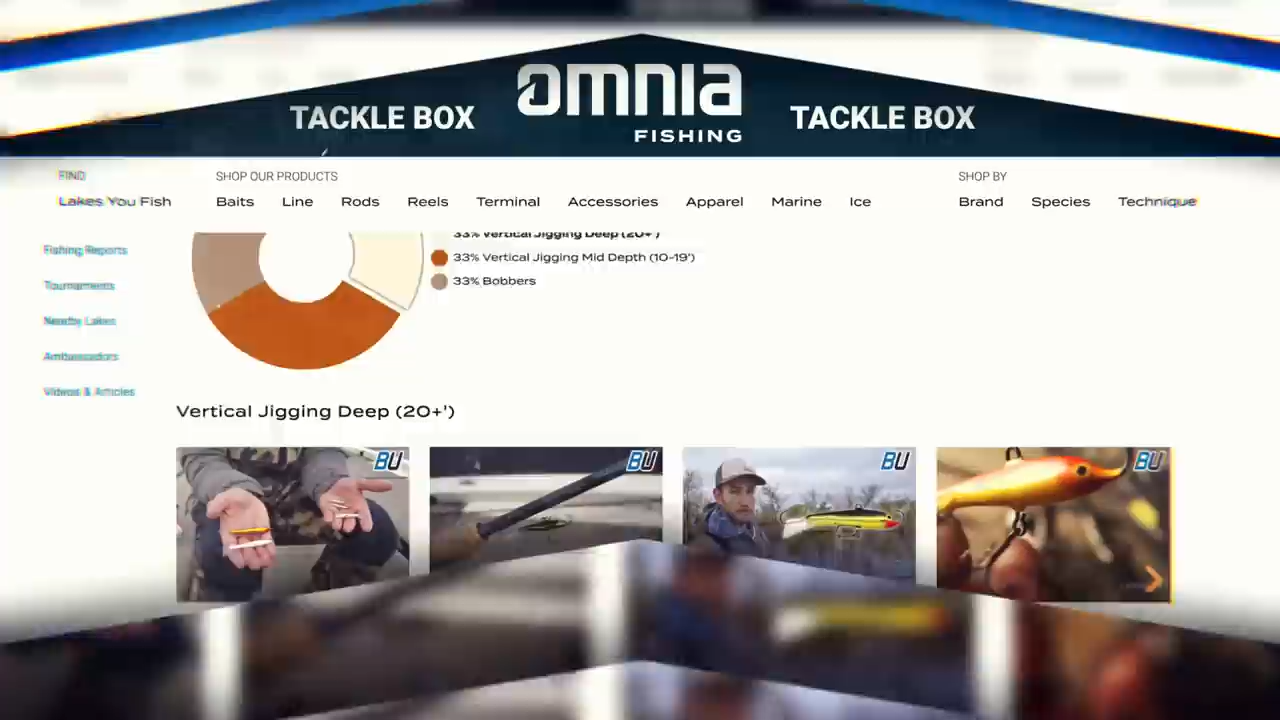 TACKLE BOX
omnia
FISHING
TACKLE BOX
FIND
SHOP OUR PRODUCTS
SHOP BY
Lakes You Fish
Baits Line Rods Reels Terminal Accessories Apparel Marine Ice
Brand Species Technique
Fishing Reports
Tournaments
Nearby Lakes
Ambassadors
Videos & Articles
33% Vertical Jigging Deep (20+')
33% Vertical Jigging Mid Depth (10-19')
33% Bobbers
Vertical Jigging Deep (20+')
BU
BU
BU
BU